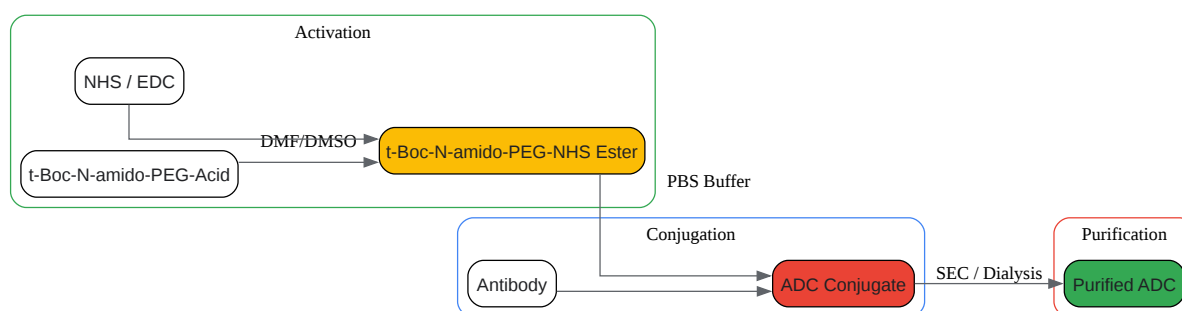 Activation
NHS / EDC
DMF/DMSO
t-Boc-N-amido-PEG-Acid
t-Boc-N-amido-PEG-NHS Ester
PBS Buffer
Conjugation
Antibody
ADC Conjugate
SEC / Dialysis
Purification
Purified ADC